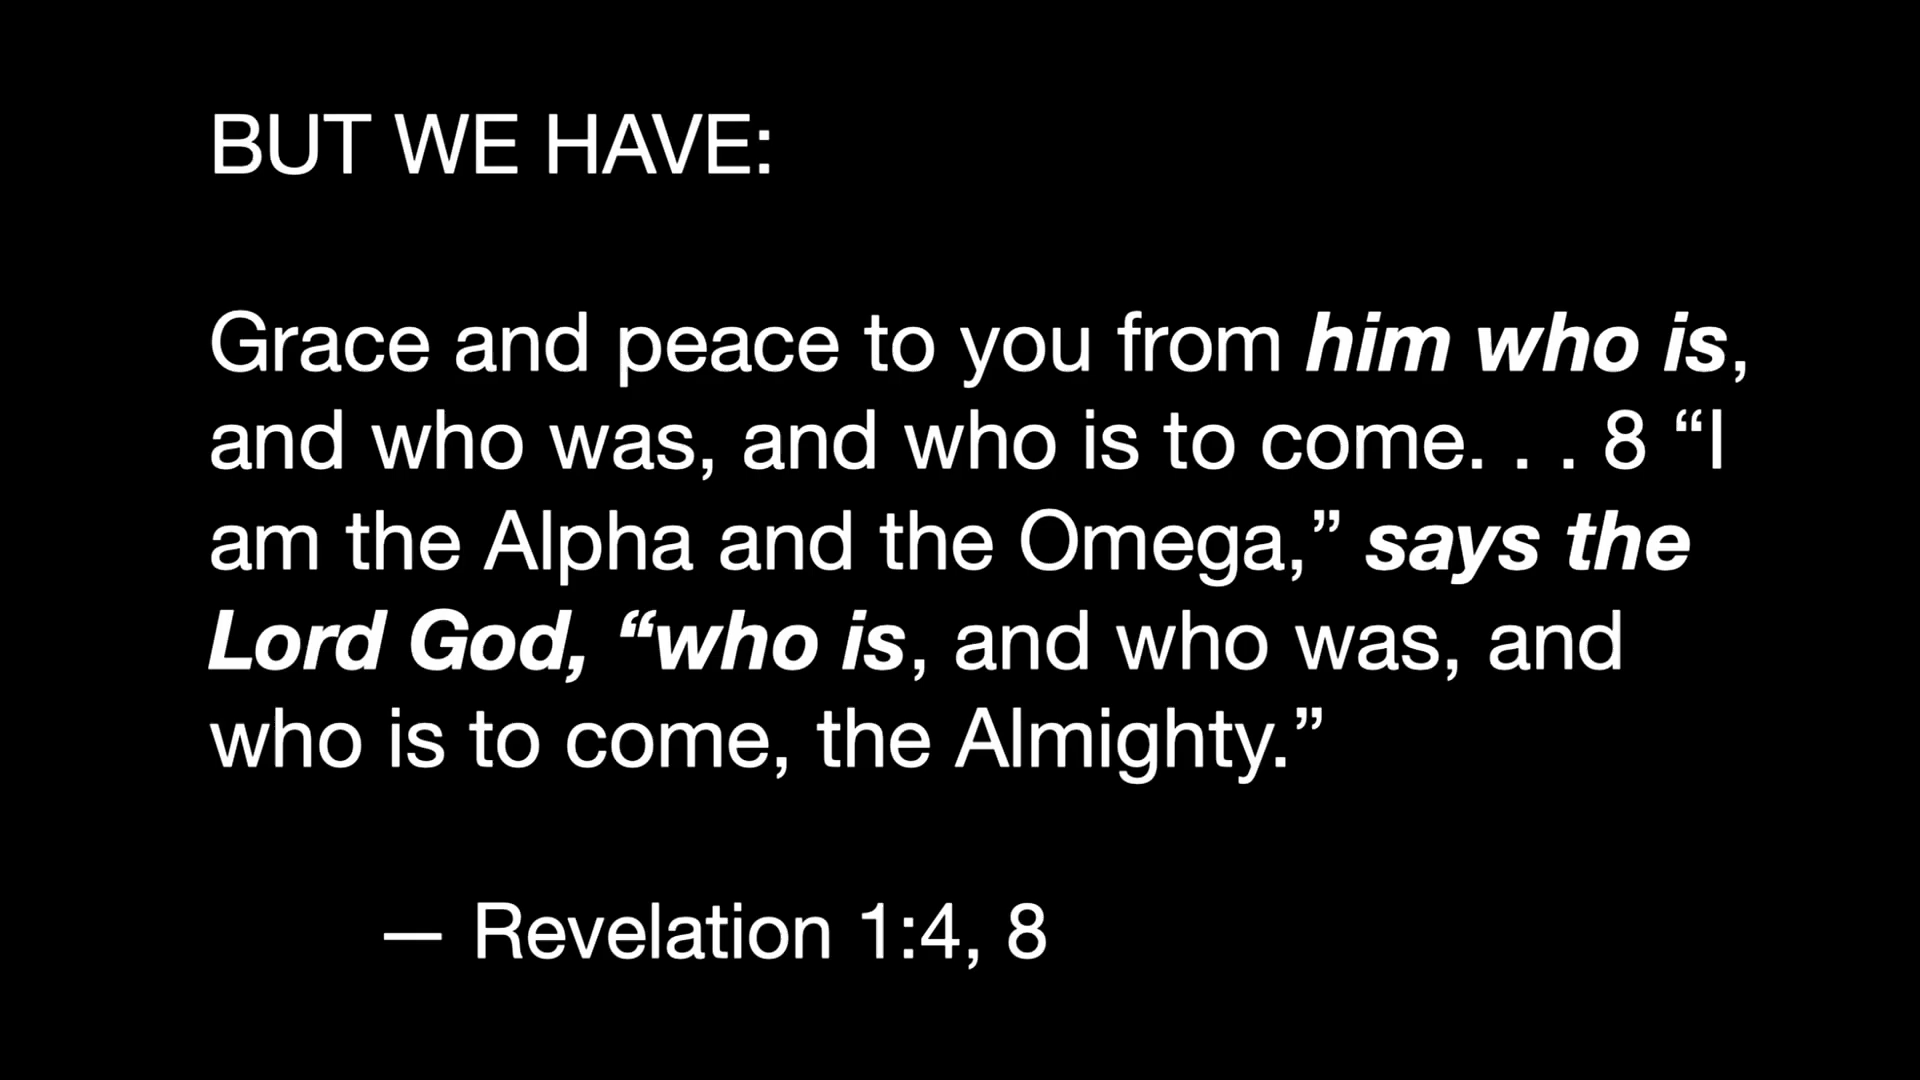 BUT WE HAVE:
Grace and peace to you from him who is,
and who was, and who is to come. . . 8 “I
am the Alpha and the Omega,” says the
Lord God, “who is, and who was, and
who is to come, the Almighty.”
— Revelation 1:4, 8